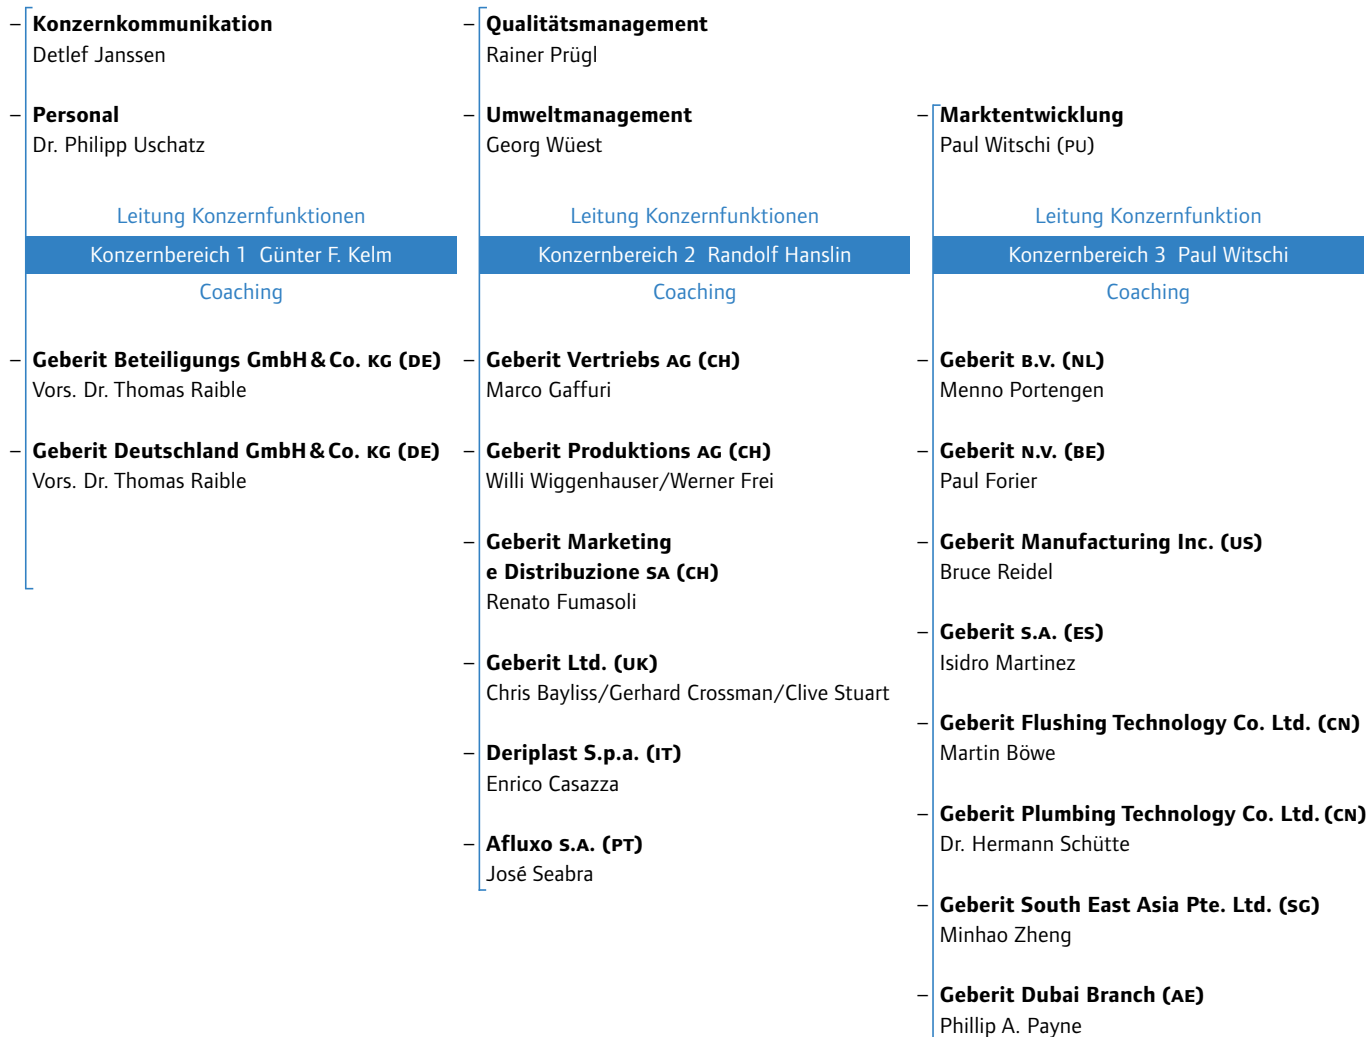 – Konzernkommunikation
Detlef Janssen
– Personal
Dr. Philipp Uschatz
Leitung Konzernfunktionen
Konzernbereich 1 Günter F. Kelm
Coaching
– Geberit Beteiligungs GmbH & Co. KG (DE)
Vors. Dr. Thomas Raible
– Geberit Deutschland GmbH & Co. KG (DE)
Vors. Dr. Thomas Raible
– Qualitätsmanagement
Rainer Prügl
– Umweltmanagement
Georg Wüest
Leitung Konzernfunktionen
Konzernbereich 2 Randolf Hanslin
Coaching
– Geberit Vertriebs AG (CH)
Marco Gaffuri
– Geberit Produktions AG (CH)
Willi Wiggenhauser/Werner Frei
– Geberit Marketing
e Distribuzione SA (CH)
Renato Fumasoli
– Geberit Ltd. (UK)
Chris Bayliss/Gerhard Crossman/Clive Stuart
– Deriplast S.p.a. (IT)
Enrico Casazza
– Afluxo S.A. (PT)
José Seabra
– Marktentwicklung
Paul Witschi (PU)
Leitung Konzernfunktion
Konzernbereich 3 Paul Witschi
Coaching
– Geberit B.V. (NL)
Menno Portengen
– Geberit N.V. (BE)
Paul Forier
– Geberit Manufacturing Inc. (US)
Bruce Reidel
– Geberit S.A. (ES)
Isidro Martinez
– Geberit Flushing Technology Co. Ltd. (CN)
Martin Böwe
– Geberit Plumbing Technology Co. Ltd. (CN)
Dr. Hermann Schütte
– Geberit South East Asia Pte. Ltd. (SG)
Minhao Zheng
– Geberit Dubai Branch (AE)
Phillip A. Payne